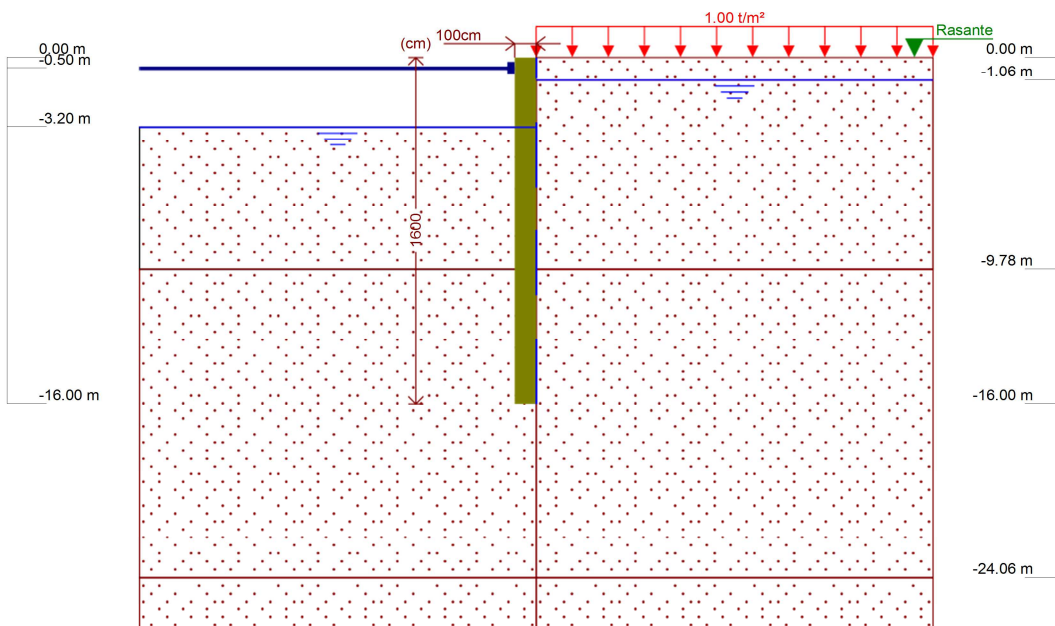 1.00 t/m²
Rasante
100cm
(cm)
0.00 m
0.00 m
-0.50 m
-1.06 m
-3.20 m
1600
-9.78 m
-16.00 m
-16.00 m
-24.06 m